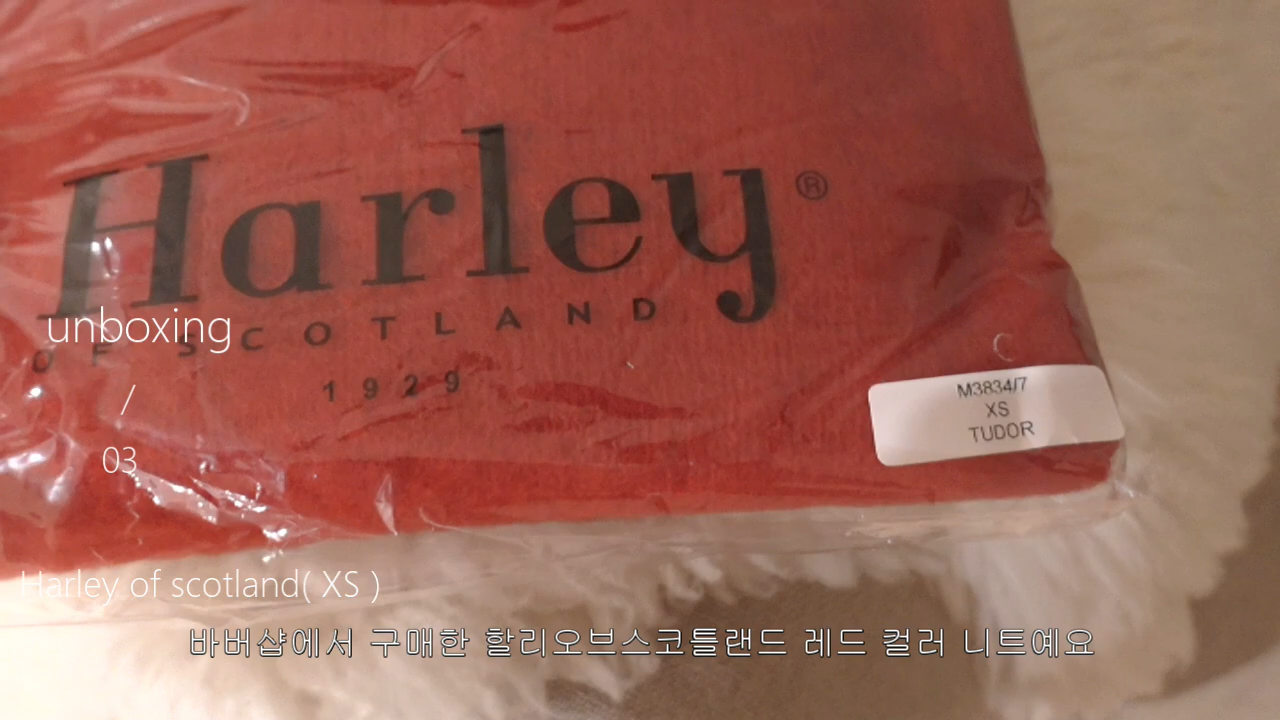 Harley®
OF SCOTLAND
1929
M3834/7
XS
TUDOR
unboxing
/
03
Harley of scotland( XS )
바버샵에서 구매한 할리오브스코틀랜드 레드 컬러 니트예요